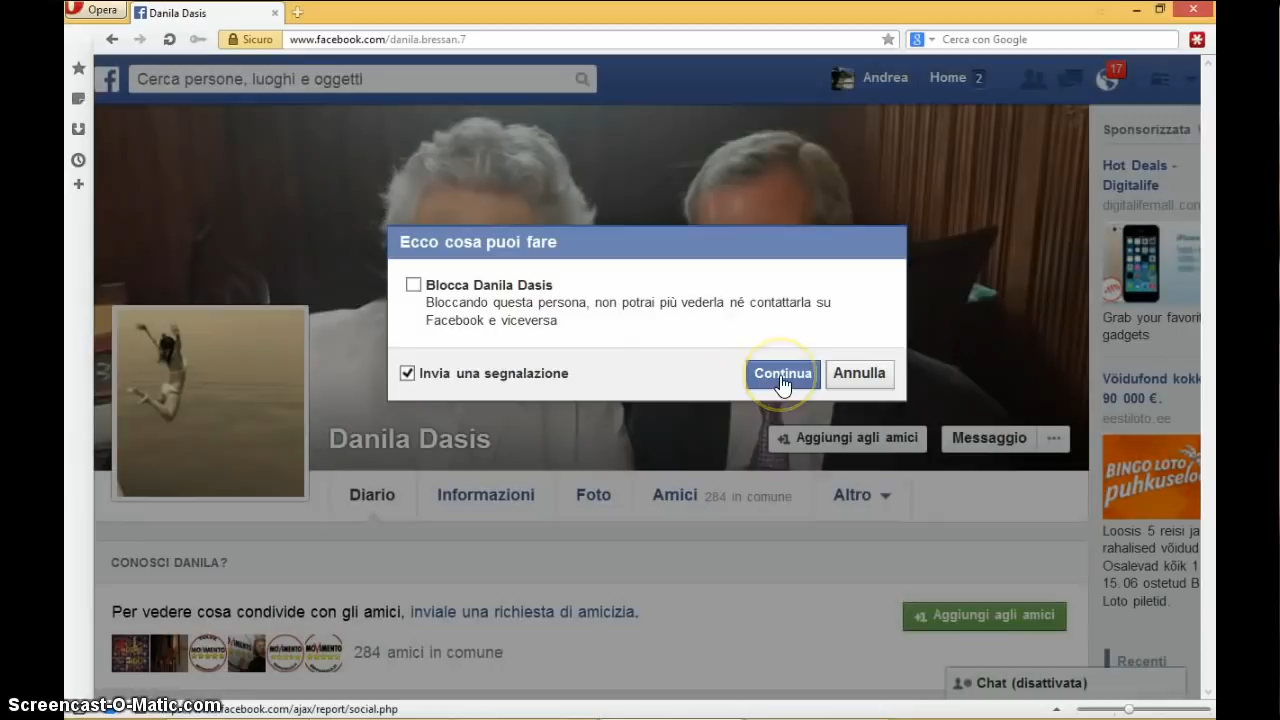 Opera
Danila Dasis
Sicuro
www.facebook.com/danila.bressan.7
Cerca con Google
Cerca persone, luoghi e oggetti
Andrea
Home 2
17
Sponsorizzata
Hot Deals -
Digitalife
digitalifemall.com
Grab your favorit
gadgets
Võidufond kokk
90 000 €.
eestiloto.ee
BINGO LOTO
puhkuselo
Loosis 5 reisi ja
rahalised võidud
Osalevad kõik 1
15.06 ostetud B
Loto piletid.
Ecco cosa puoi fare
Blocca Danila Dasis
Bloccando questa persona, non potrai più vederla né contattarla su
Facebook e viceversa
Invia una segnalazione
Continua
Annulla
Danila Dasis
+1 Aggiungi agli amici
Messaggio
Diario
Informazioni
Foto
Amici 284 in comune
Altro
CONOSCI DANILA?
Per vedere cosa condivide con gli amici, inviale una richiesta di amicizia.
+1 Aggiungi agli amici
284 amici in comune
Recenti
Chat (disattivata)
Screencast-O-Matic.com
facebook.com/ajax/report/social.php